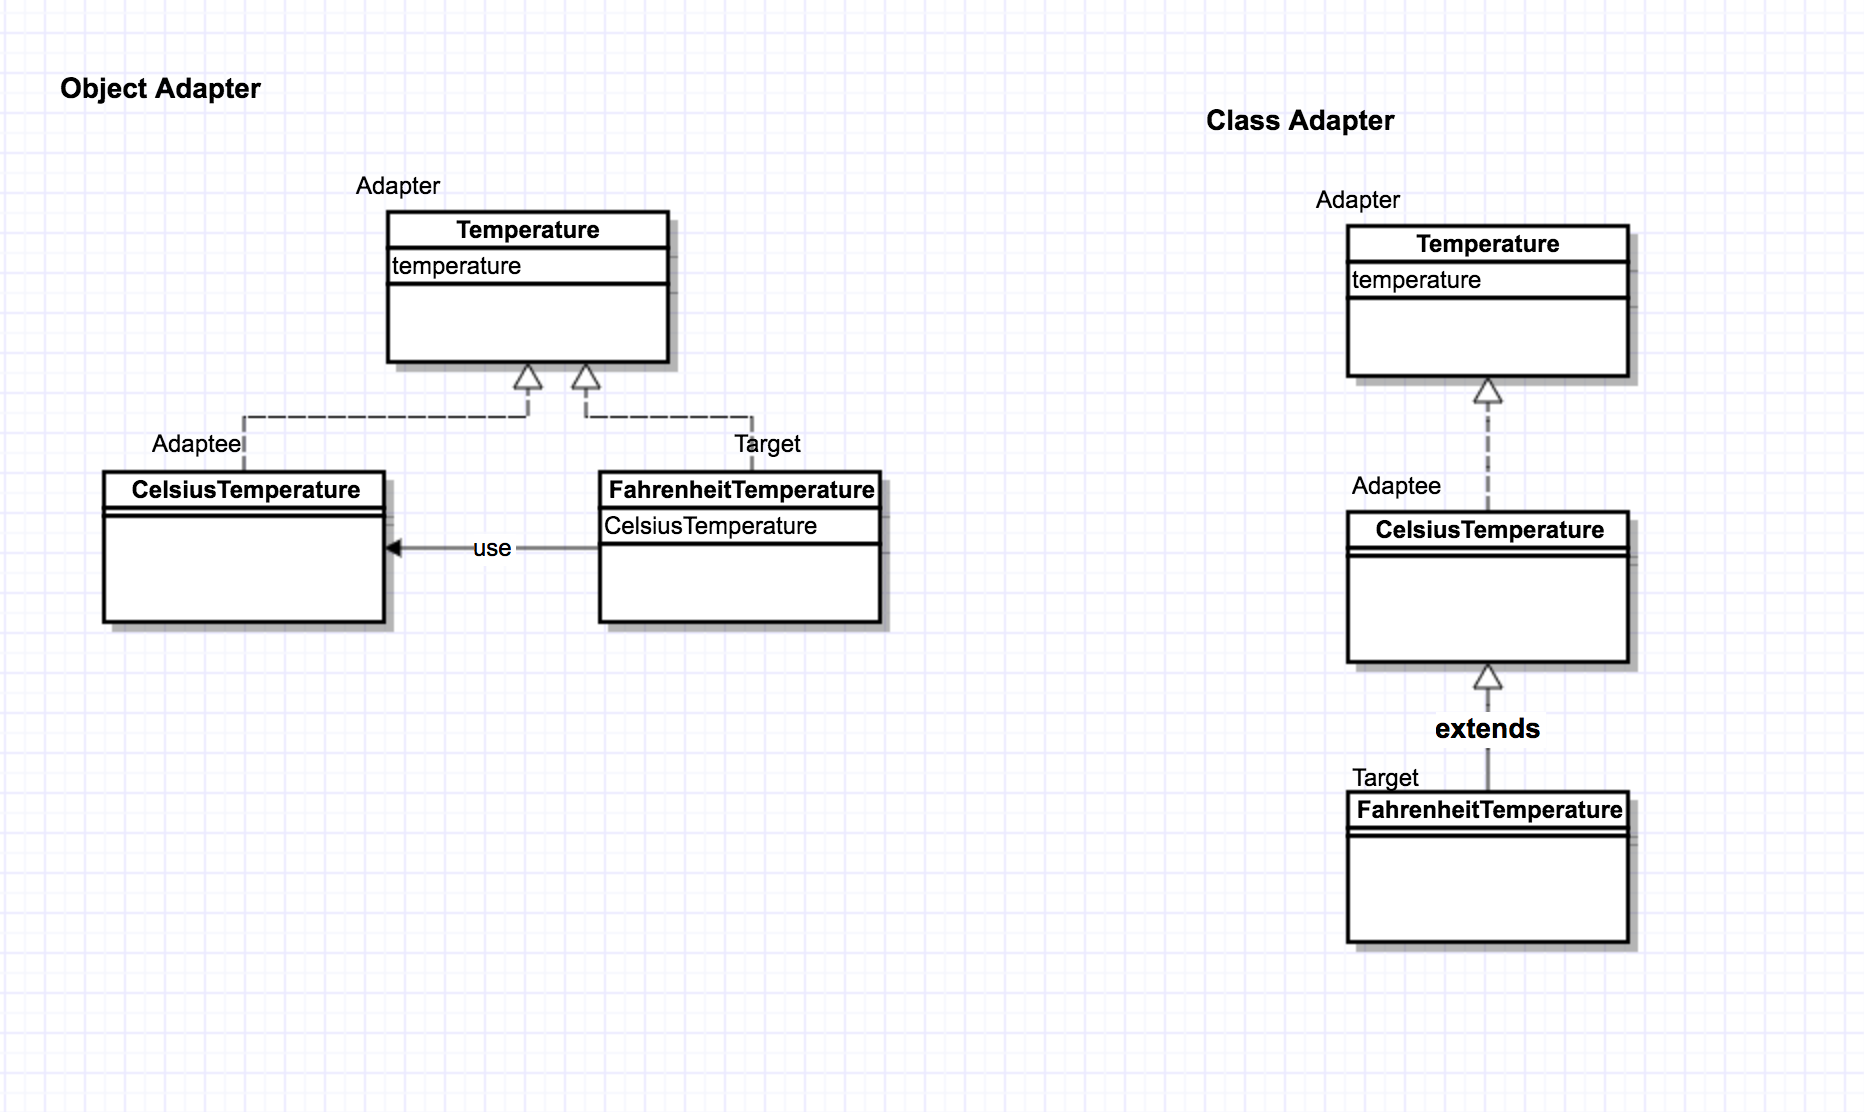 Object Adapter
Adapter
Temperature
temperature
Adaptee
Target
CelsiusTemperature
FahrenheitTemperature
CelsiusTemperature
use
Class Adapter
Adapter
Temperature
temperature
Adaptee
CelsiusTemperature
extends
Target
FahrenheitTemperature